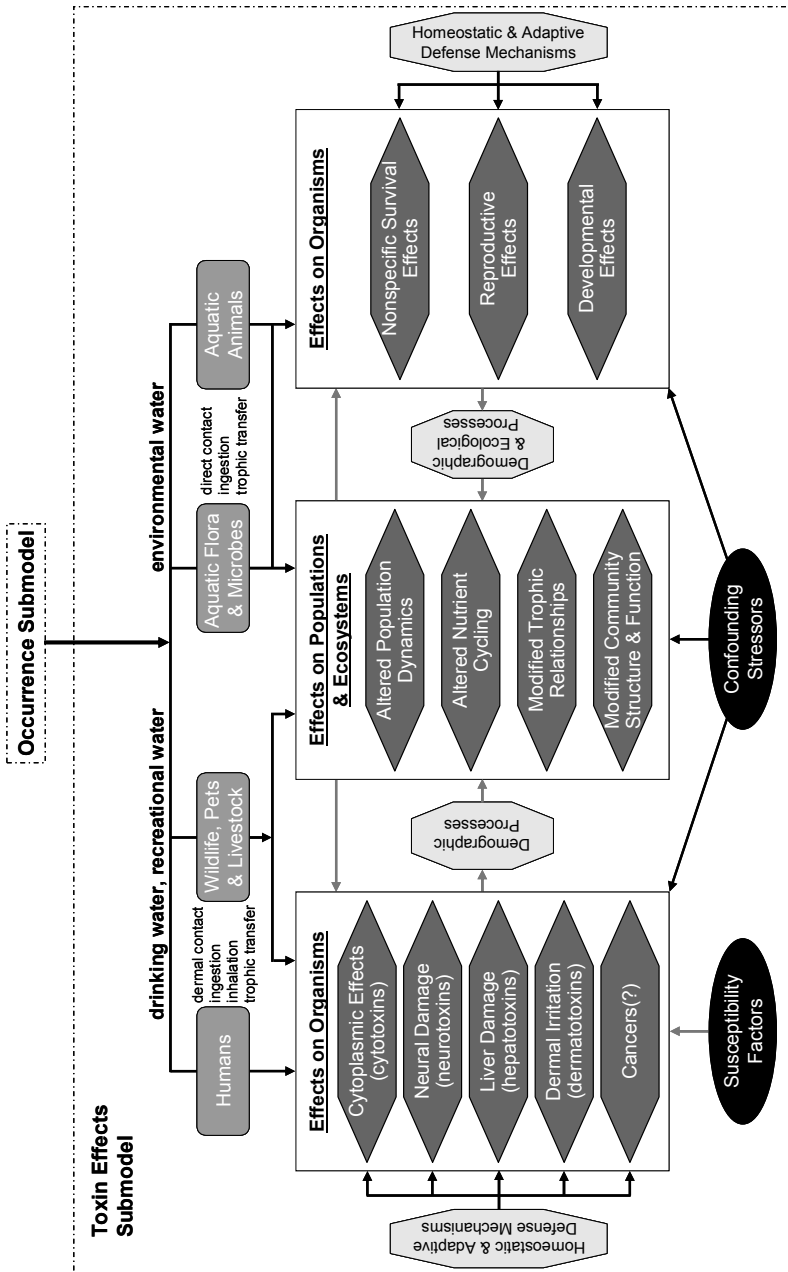 Occurrence Submodel
Toxin Effects
Submodel
drinking water, recreational water
environmental water
Humans
dermal contact
ingestion
inhalation
trophic transfer
Wildlife, Pets
& Livestock
Aquatic Flora
& Microbes
direct contact
ingestion
trophic transfer
Aquatic
Animals
Homeostatic & Adaptive
Defense Mechanisms
Effects on Organisms
Cytoplasmic Effects
(cytotoxins)
Neural Damage
(neurotoxins)
Liver Damage
(hepatotoxins)
Dermal Irritation
(dermatotoxins)
Cancers(?)
Demographic
Processes
Effects on Populations
& Ecosystems
Altered Population
Dynamics
Altered Nutrient
Cycling
Modified Trophic
Relationships
Modified Community
Structure & Function
Demographic
& Ecological
Processes
Effects on Organisms
Nonspecific Survival
Effects
Reproductive
Effects
Developmental
Effects
Homeostatic & Adaptive
Defense Mechanisms
Susceptibility
Factors
Confounding
Stressors